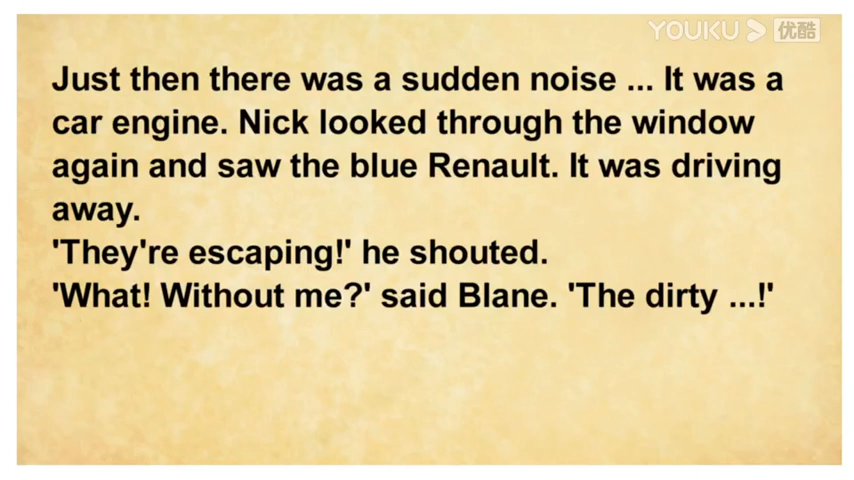 YOUKU 优酷
Just then there was a sudden noise ... It was a
car engine. Nick looked through the window
again and saw the blue Renault. It was driving
away.
'They're escaping!' he shouted.
'What! Without me?' said Blane. 'The dirty ...!'